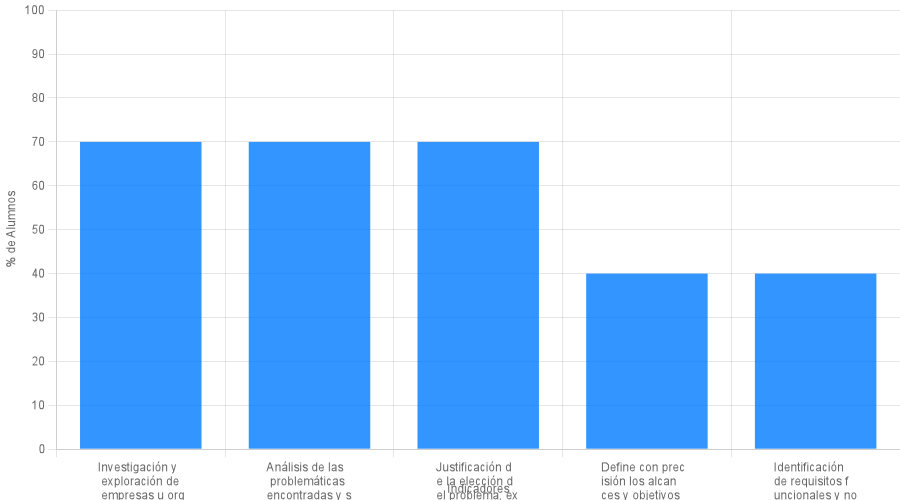 100
90
80
70
60
50
40
30
20
10
0
% de Alumnos
Investigación y
exploración de
empresas u org
Análisis de las
problemáticas
encontradas y s
Justificación d
e la elección d
el problema, ex
Define con prec
isión los alcan
ces y objetivos
Identificación
de requisitos f
uncionales y no
Indicadores